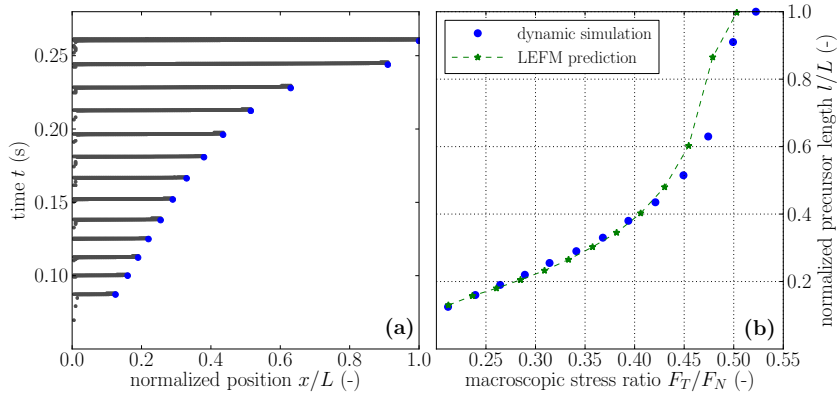 0.25
0.20
0.15
0.10
time t (s)
0.0 0.2 0.4 0.6 0.8 1.0
normalized position x/L (-)
(a)
dynamic simulation
LEFM prediction
1.0
0.8
0.6
0.4
0.2
normalized precursor length l/L (-)
(b)
0.25 0.30 0.35 0.40 0.45 0.50 0.55
macroscopic stress ratio F_T/F_N (-)